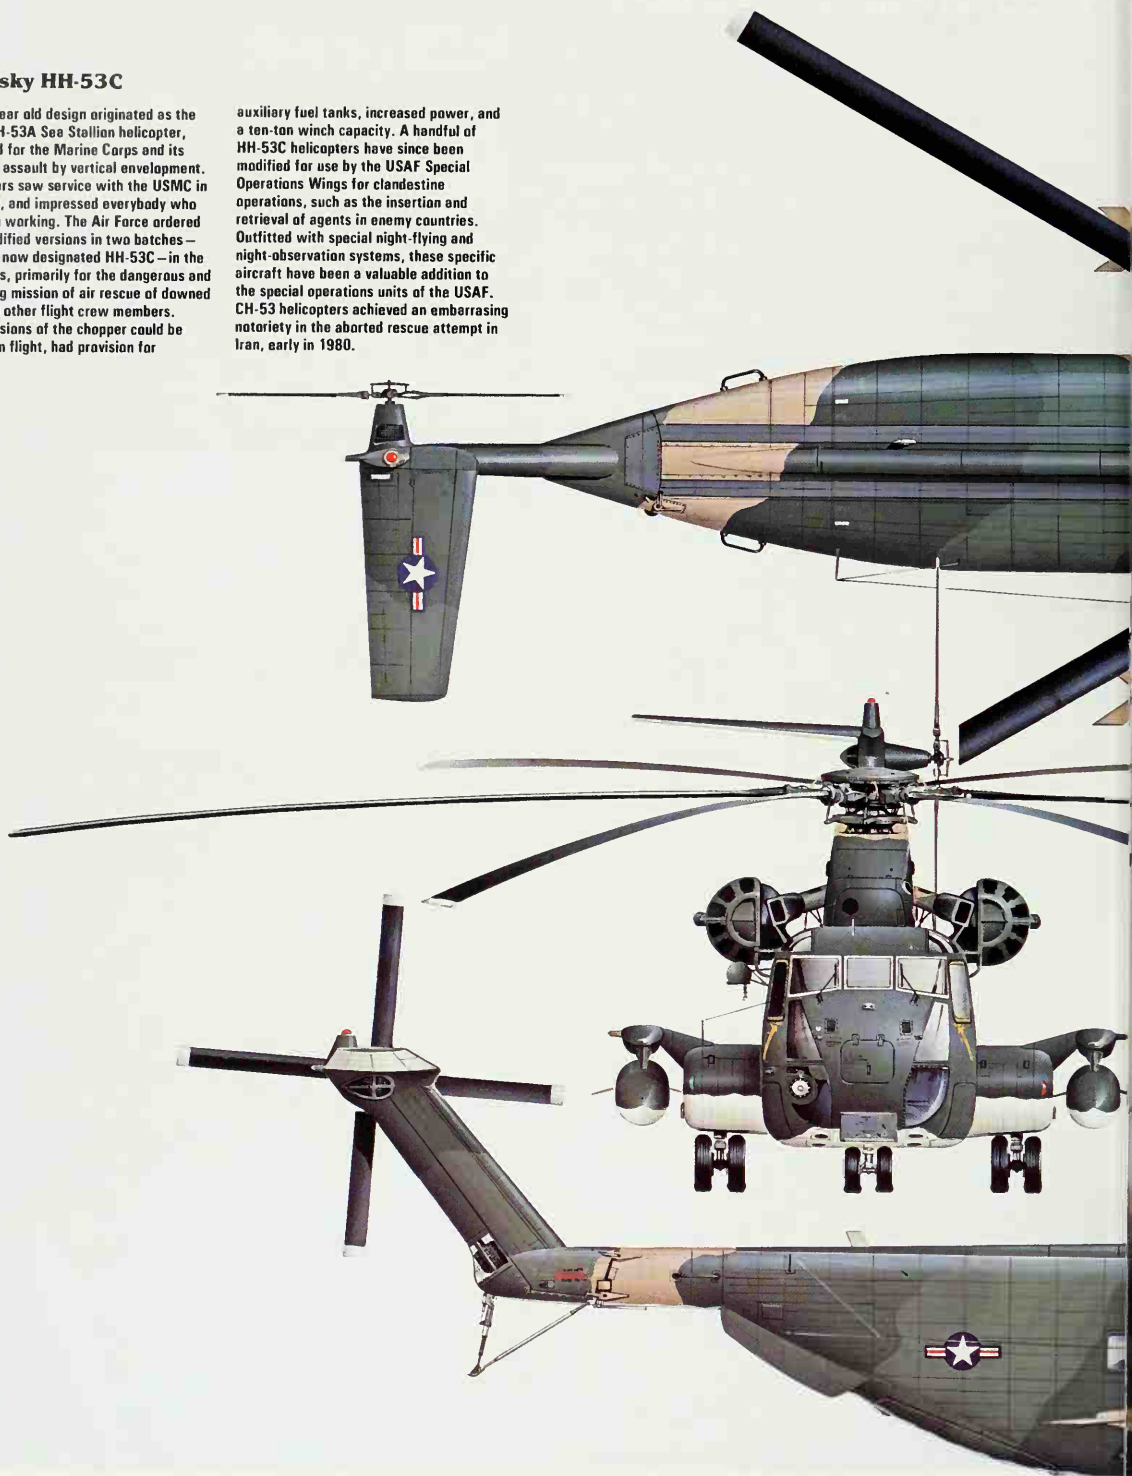 sky HH-53C
ear old design originated as the
H-53A Sea Stallion helicopter,
d for the Marine Corps and its
assault by vertical envelopment.
ers saw service with the USMC in
, and impressed everybody who
working. The Air Force ordered
dified versions in two batches—
now designated HH-53C—in the
s, primarily for the dangerous and
g mission of air rescue of downed
other flight crew members.
sions of the chopper could be
n flight, had provision for
auxiliary fuel tanks, increased power, and
a ten-ton winch capacity. A handful of
HH-53C helicopters have since been
modified for use by the USAF Special
Operations Wings for clandestine
operations, such as the insertion and
retrieval of agents in enemy countries.
Outfitted with special night-flying and
night-observation systems, these specific
aircraft have been a valuable addition to
the special operations units of the USAF.
CH-53 helicopters achieved an embarrasing
notoriety in the aborted rescue attempt in
Iran, early in 1980.